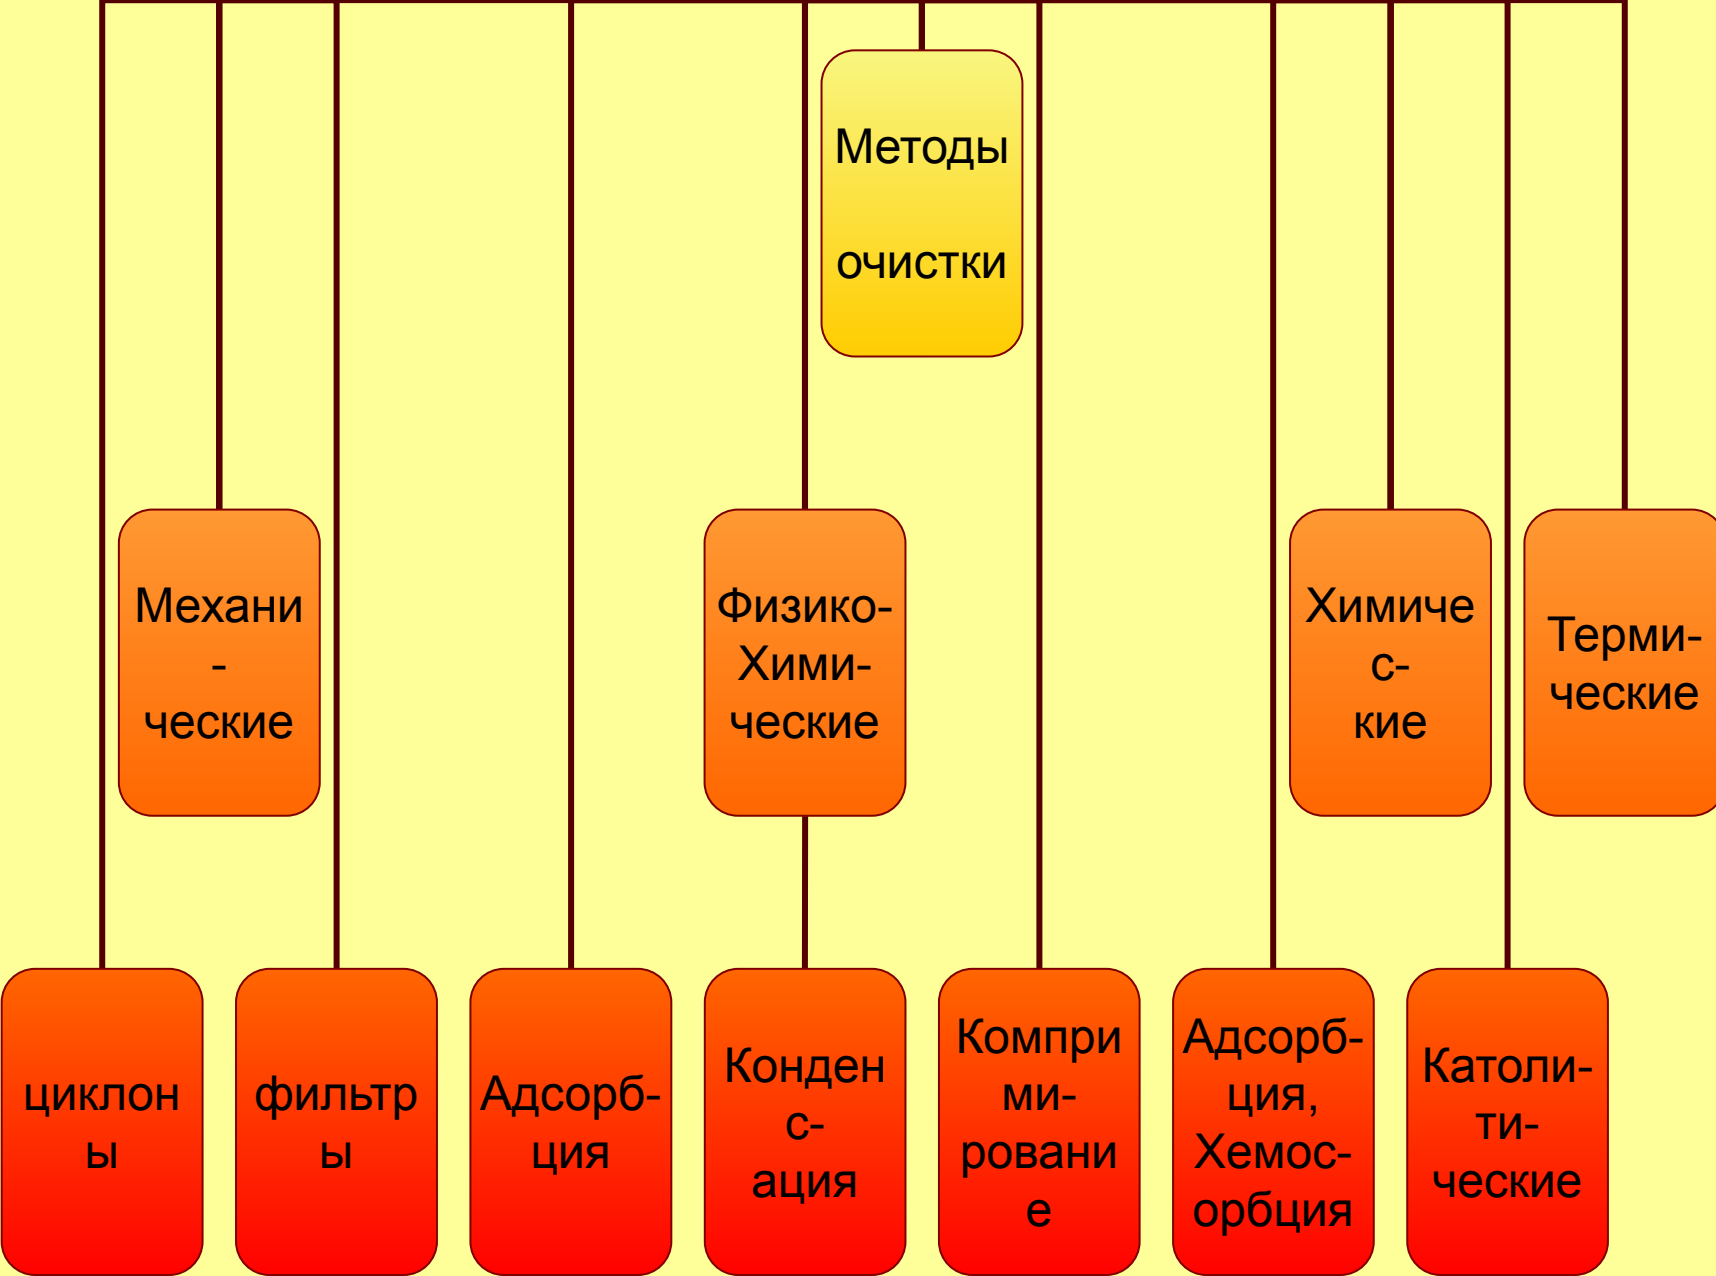 Методы
очистки
Механи
-
ческие
Физико-
Хими-
ческие
Химиче
с-
кие
Терми-
ческие
циклон
ы
фильтр
ы
Адсорб-
ция
Конден
с-
ация
Компри
ми-
ровани
е
Адсорб-
ция,
Хемос-
орбция
Католи-
ти-
ческие